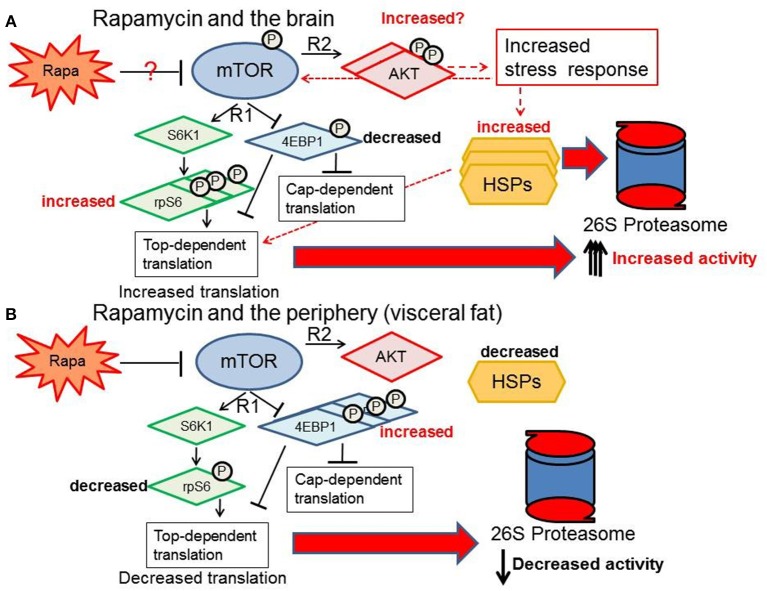 A
Rapamycin and the brain
Rapa
?
mTOR
P
R2
Increased?
P
P
AKT
Increased
stress response
R1
S6K1
4EBP1
P
decreased
increased
HSPs
increased
rpS6
P
P
P
Cap-dependent
translation
Top-dependent
translation
Increased translation
26S Proteasome
Increased activity
B
Rapamycin and the periphery (visceral fat)
Rapa
mTOR
R2
AKT
decreased
HSPs
R1
S6K1
4EBP1
P
P
P
increased
decreased
rpS6
P
Cap-dependent
translation
Top-dependent
translation
Decreased translation
26S Proteasome
Decreased activity